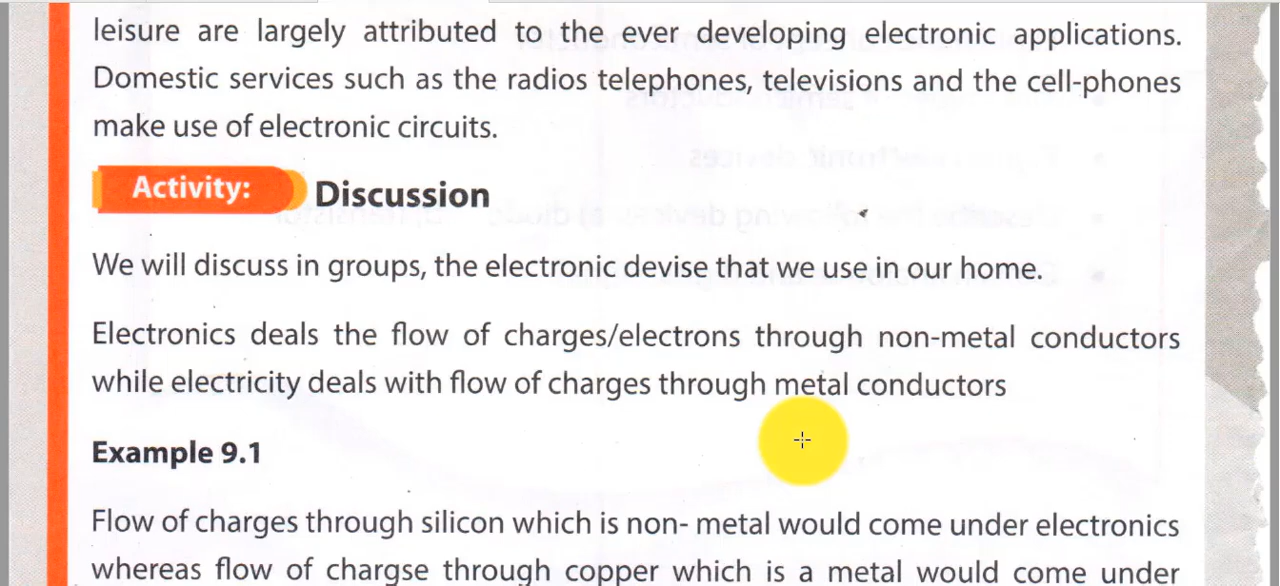 leisure are largely attributed to the ever developing electronic applications.
Domestic services such as the radios telephones, televisions and the cell-phones
make use of electronic circuits.
Activity: Discussion
We will discuss in groups, the electronic devise that we use in our home.
Electronics deals the flow of charges/electrons through non-metal conductors
while electricity deals with flow of charges through metal conductors
Example 9.1
Flow of charges through silicon which is non- metal would come under electronics
whereas flow of chargse through copper which is a metal would come under